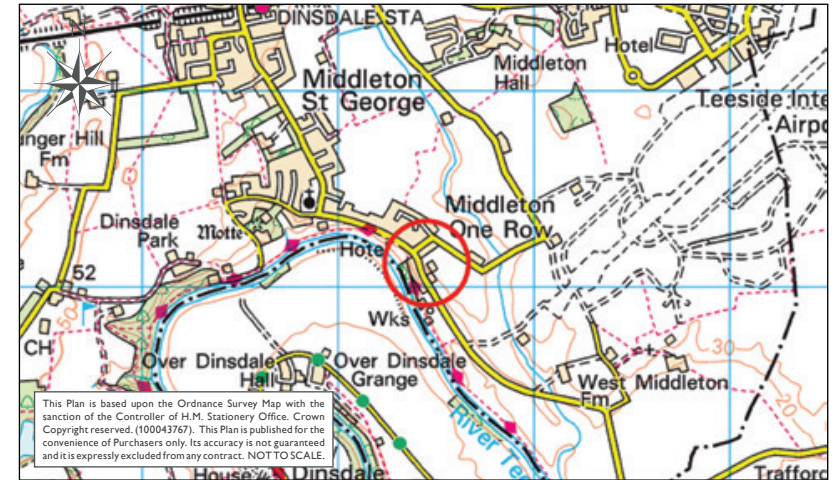 DINSDALE STA
Hotel
Middleton
St George
Middleton
Hall
Teeside Inte
Airpo
nger Hill
Fm
Middleton
One Row
Dinsdale
Park
Motte
Hotel
52
50
Wks
CH
Over Dinsdale
Hall
Over Dinsdale
Grange
30
20
West Middleton
Fm
River Tee
House
Dinsdale
Trafford
This Plan is based upon the Ordnance Survey Map with the
sanction of the Controller of H.M. Stationery Office. Crown
Copyright reserved. (100043767). This Plan is published for the
convenience of Purchasers only. Its accuracy is not guaranteed
and it is expressly excluded from any contract. NOT TO SCALE.